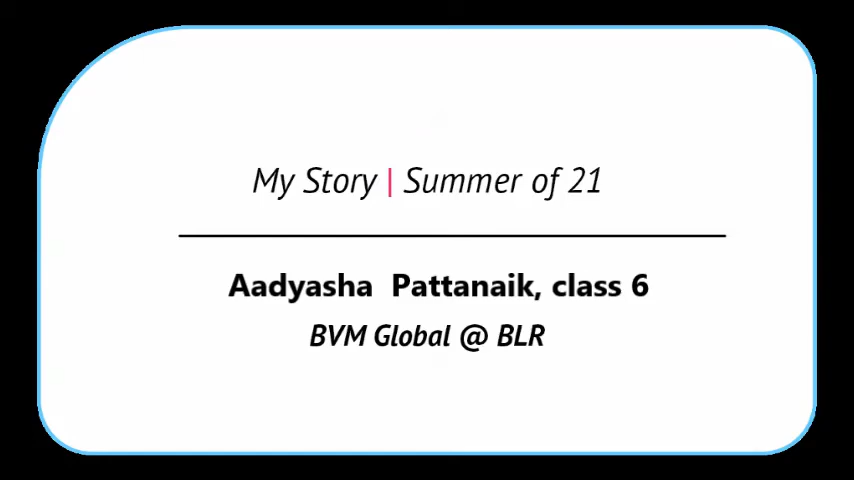 My Story | Summer of 21
Aadyasha Pattanaik, class 6
BVM Global @ BLR